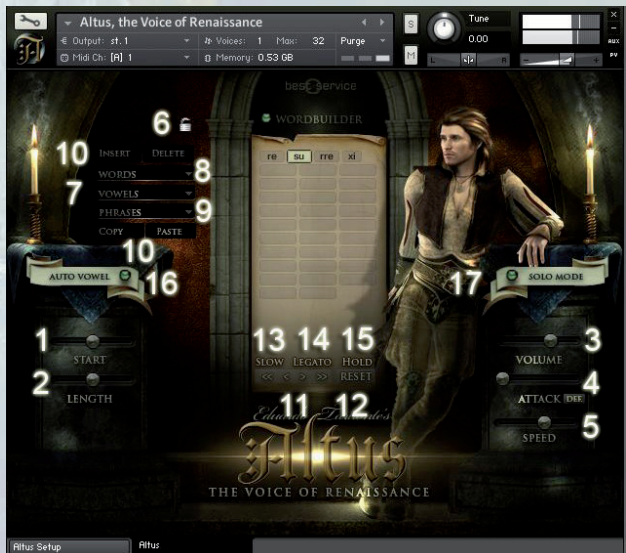 Altus, the Voice of Renaissance
S
Tune
Output: st. 1
Voices: 1 Max: 32
Purge
0.00
Midi Ch: [A] 1
Memory: 0.53 GB
M
L R
- +
aux
pv
best service
WORDBUILDER
6
10
INSERT DELETE
re su rre xi
WORDS
8
7
VOWELS
PHRASES
9
COPY PASTE
10
AUTO VOWEL
16
17
SOLO MODE
1
START
13 14 15
SLOW LEGATO HOLD
<< < > >> RESET
3
VOLUME
2
LENGTH
4
ATTACK DEF
11 12
5
SPEED
Altus
THE VOICE OF RENAISSANCE
Altus Setup
Altus